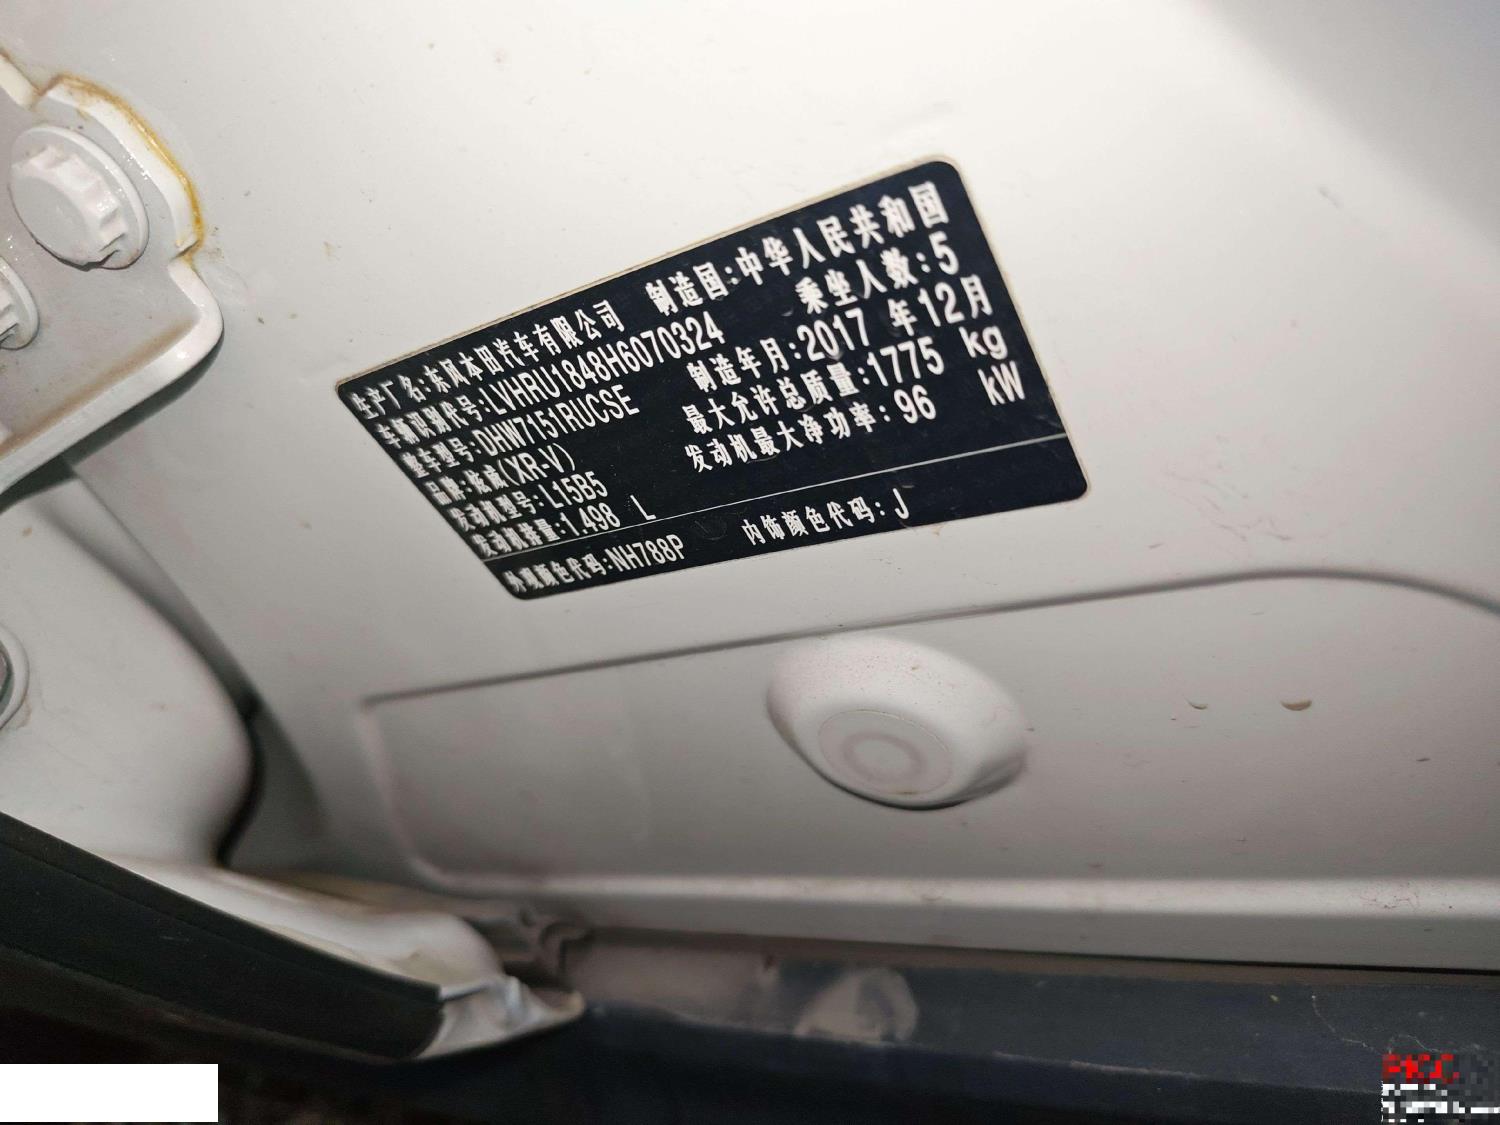 生产厂名:东风本田汽车有限公司 制造国:中华人民共和国
车辆识别代号:LVHRU1848H6070324 乘坐人数:5
整车型号:DHW7151RUCSE 制造年月:2017 年12月
品牌:炫威(XR-V) 最大允许总质量:1775 kg
发动机型号:L15B5 发动机最大净功率:96 kW
发动机排量:1.498 L
外观颜色代码:NH788P 内饰颜色代码:J